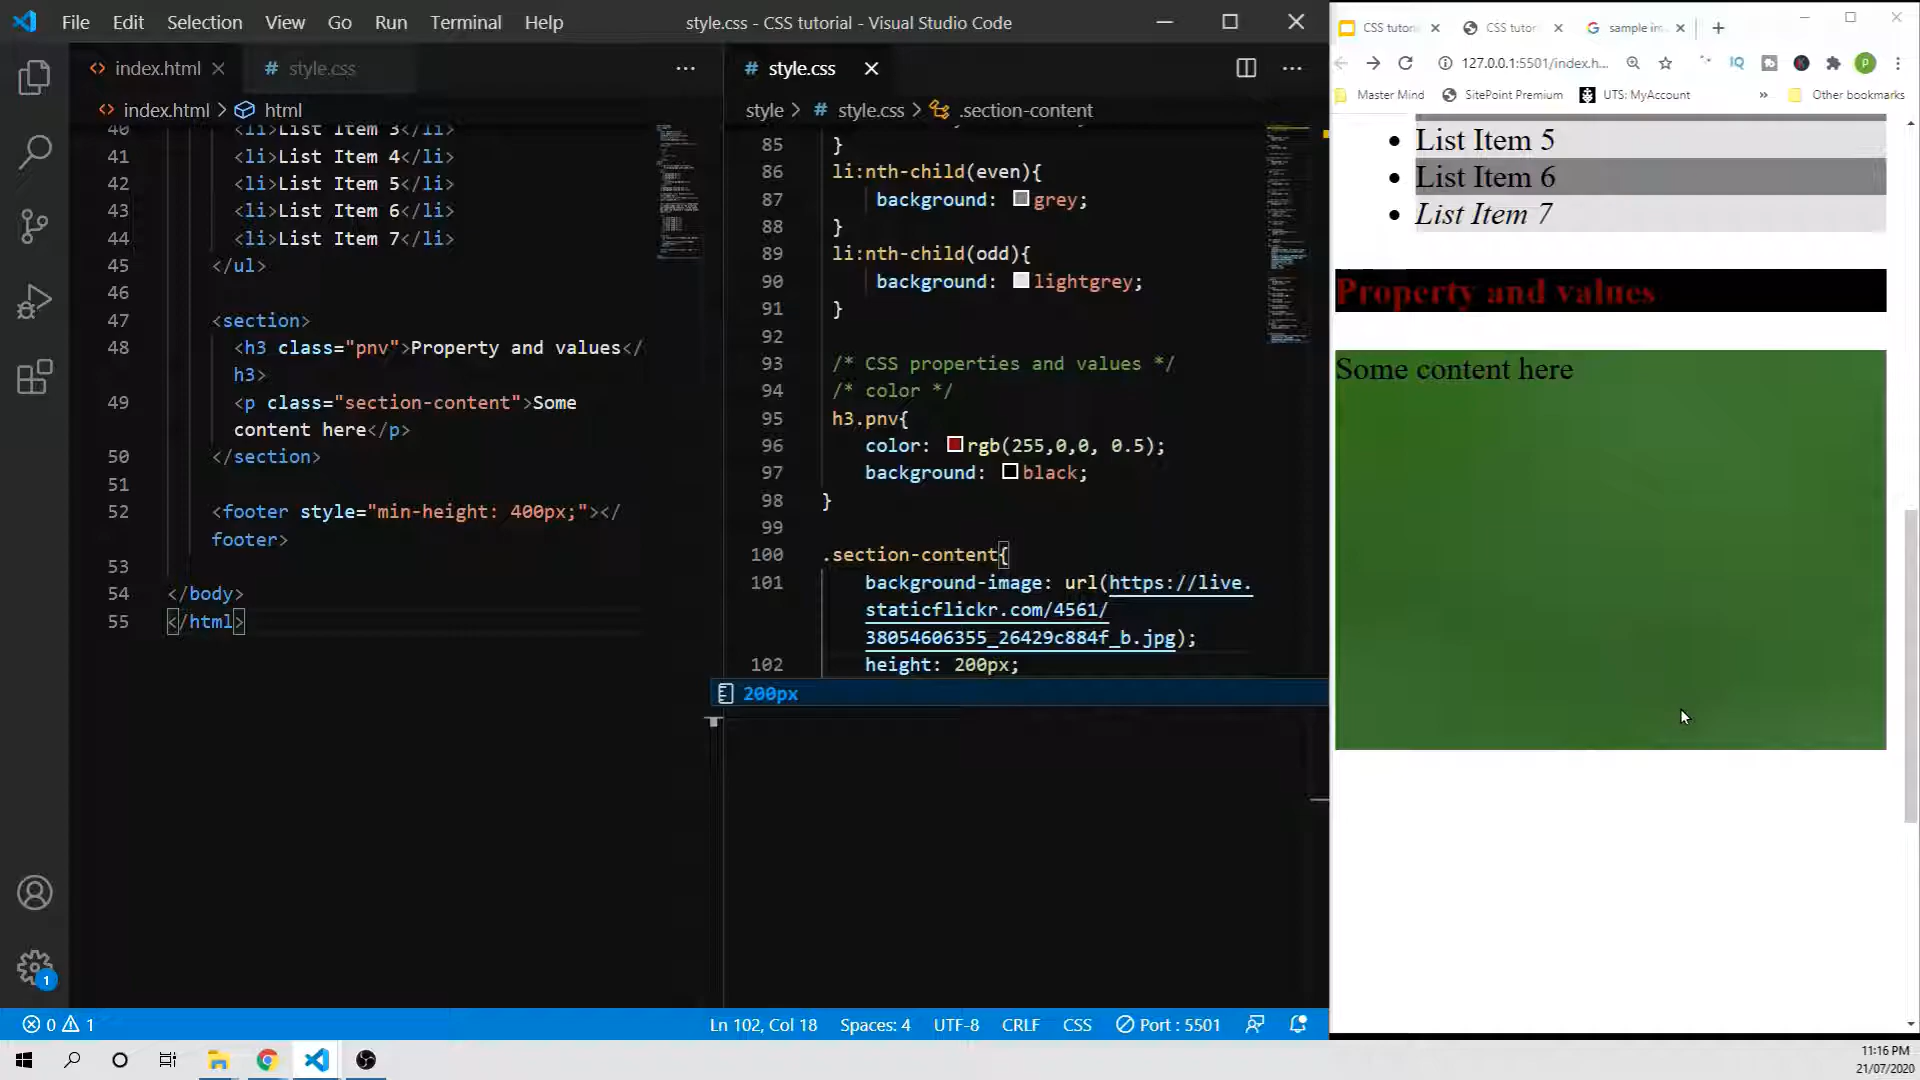 File Edit Selection View Go Run Terminal Help
style.css - CSS tutorial - Visual Studio Code
index.html
style.css
index.html > html
40 <li>List Item 3</li>
41 <li>List Item 4</li>
42 <li>List Item 5</li>
43 <li>List Item 6</li>
44 <li>List Item 7</li>
45 </ul>
46
47 <section>
48 <h3 class="pnv">Property and values</
h3>
49 <p class="section-content">Some
content here</p>
50 </section>
51
52 <footer style="min-height: 400px;"></
footer>
53
54 </body>
55 </html>
style.css
style > style.css > .section-content
85 }
86 li:nth-child(even){
87 background: grey;
88 }
89 li:nth-child(odd){
90 background: lightgrey;
91 }
92
93 /* CSS properties and values */
94 /* color */
95 h3.pnv{
96 color: rgb(255,0,0, 0.5);
97 background: black;
98 }
99
100 .section-content{
101 background-image: url(https://live.
staticflickr.com/4561/
38054606355_26429c884f_b.jpg);
102 height: 200px;
200px
CSS tutori
CSS tutor
sample im
127.0.0.1:5501/index.h...
Master Mind
SitePoint Premium
UTS: MyAccount
»
Other bookmarks
List Item 5
List Item 6
List Item 7
Property and values
Some content here
1
0 1
Ln 102, Col 18 Spaces: 4 UTF-8 CRLF CSS Port : 5501
11:16 PM
21/07/2020